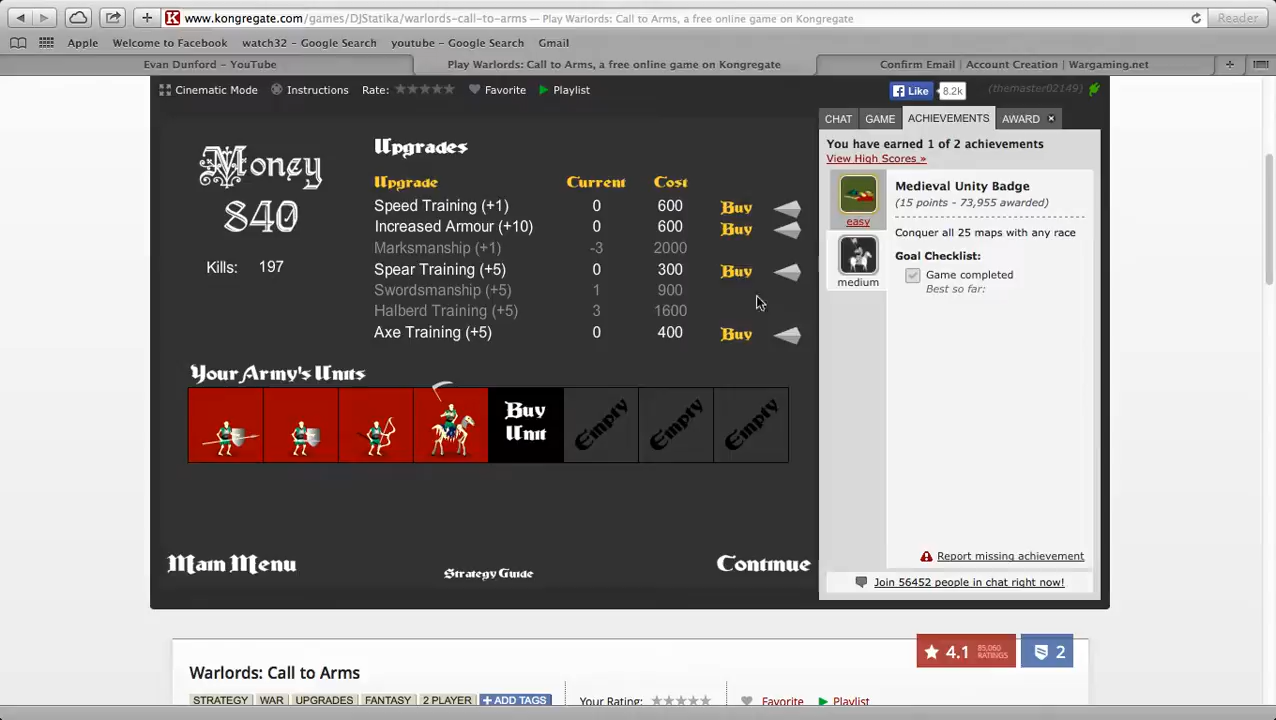 www.kongregate.com/games/DJStatika/warlords-call-to-arms — Play Warlords: Call to Arms, a free online game on Kongregate
Reader
Apple Welcome to Facebook watch32 - Google Search youtube - Google Search Gmail
Evan Dunford – YouTube Play Warlords: Call to Arms, a free online game on Kongregate Confirm Email | Account Creation | Wargaming.net
Cinematic Mode Instructions Rate: Favorite Playlist Like 8.2k (themaster02149)
CHAT GAME ACHIEVEMENTS AWARD
You have earned 1 of 2 achievements
View High Scores »
Money
840
Kills: 197
Upgrades
Upgrade Current Cost
Speed Training (+1) 0 600 Buy
Increased Armour (+10) 0 600 Buy
Marksmanship (+1) -3 2000
Spear Training (+5) 0 300 Buy
Swordsmanship (+5) 1 900
Halberd Training (+5) 3 1600
Axe Training (+5) 0 400 Buy
easy
medium
Medieval Unity Badge
(15 points - 73,955 awarded)
Conquer all 25 maps with any race
Goal Checklist:
Game completed
Best so far:
Your Army's Units
Buy
Unit
Empty Empty Empty
Main Menu Strategy Guide Continue
Report missing achievement
Join 56452 people in chat right now!
4.1 85,060
RATINGS
2
Warlords: Call to Arms
STRATEGY WAR UPGRADES FANTASY 2 PLAYER + ADD TAGS Your Rating: Favorite Playlist